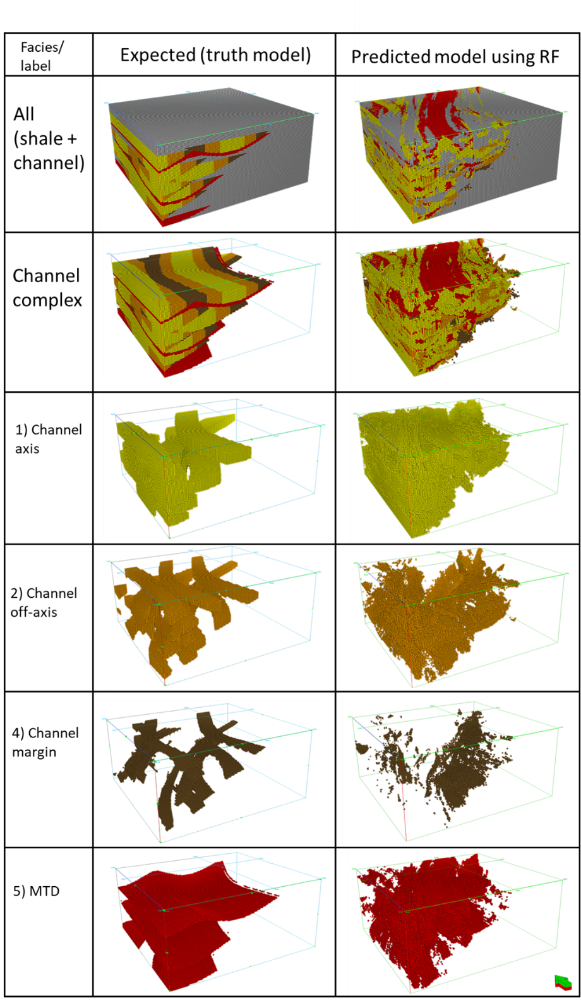 Facies/
label
Expected (truth model)
Predicted model using RF
All
(shale +
channel)
Channel
complex
1) Channel
axis
2) Channel
off-axis
4) Channel
margin
5) MTD